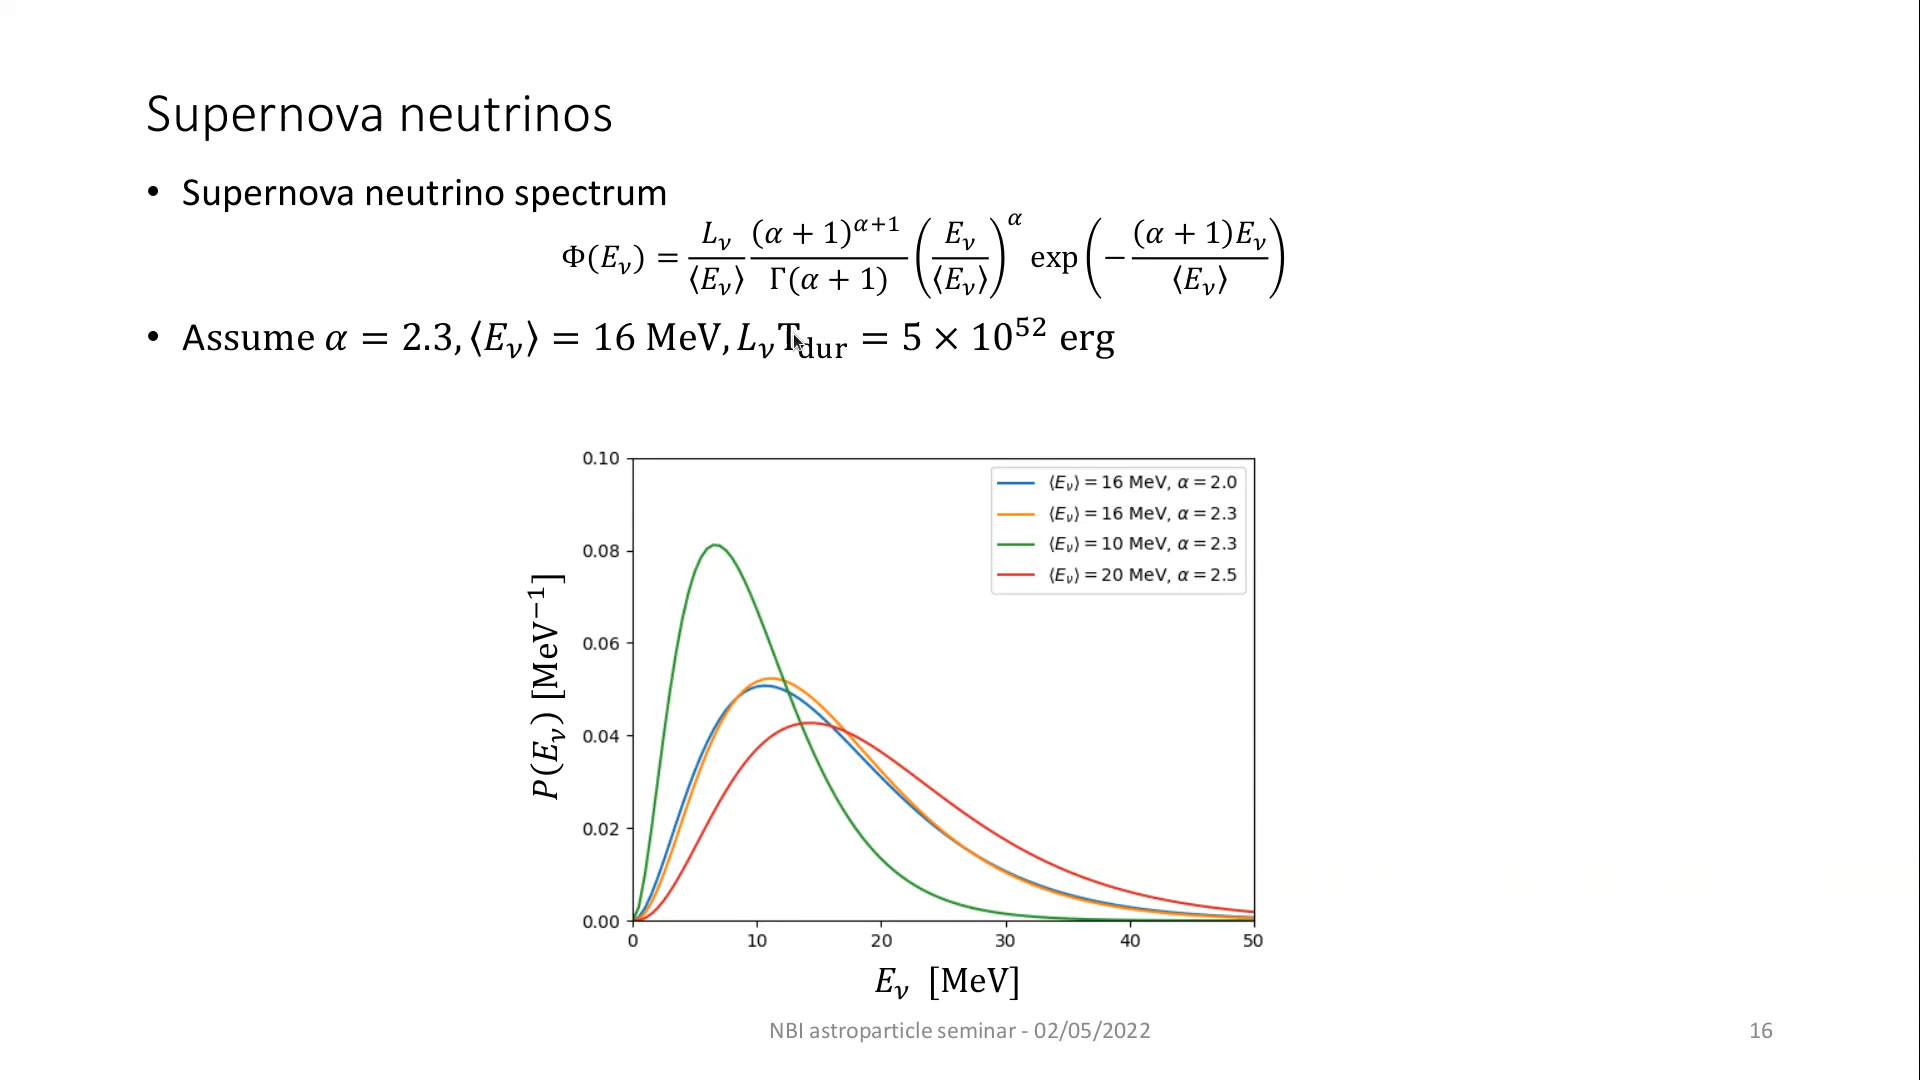 Supernova neutrinos
• Supernova neutrino spectrum
Φ(E_ν) = L_ν/⟨E_ν⟩ (α + 1)^(α+1)/Γ(α + 1) (E_ν/⟨E_ν⟩)^α exp(−(α + 1)E_ν/⟨E_ν⟩)
• Assume α = 2.3, ⟨E_ν⟩ = 16 MeV, L_νT_dur = 5 × 10^52 erg
⟨E_ν⟩ = 16 MeV, α = 2.0
⟨E_ν⟩ = 16 MeV, α = 2.3
⟨E_ν⟩ = 10 MeV, α = 2.3
⟨E_ν⟩ = 20 MeV, α = 2.5
0.10
0.08
0.06
0.04
0.02
0.00
P(E_ν) [MeV^−1]
0 10 20 30 40 50
E_ν [MeV]
NBI astroparticle seminar - 02/05/2022
16